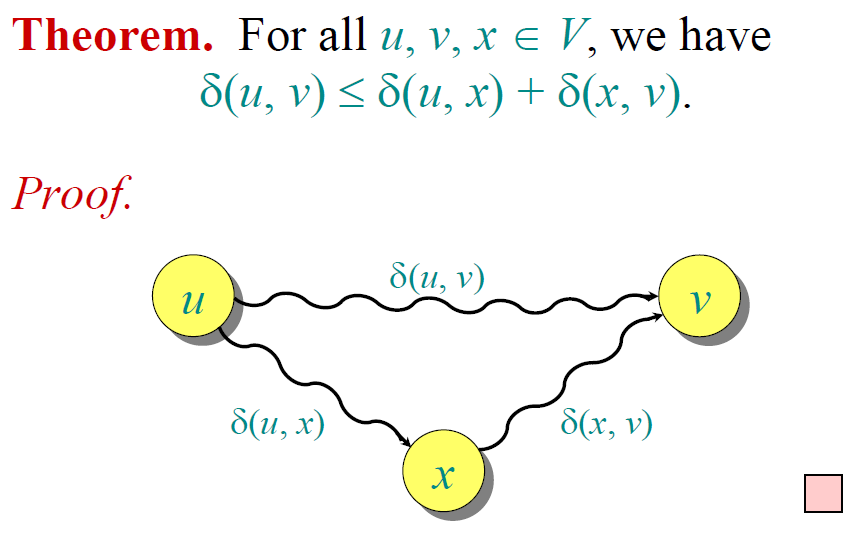 Theorem. For all u, v, x ∈ V, we have
δ(u, v) ≤ δ(u, x) + δ(x, v).
Proof.
δ(u, v)
u
v
δ(u, x)
δ(x, v)
x